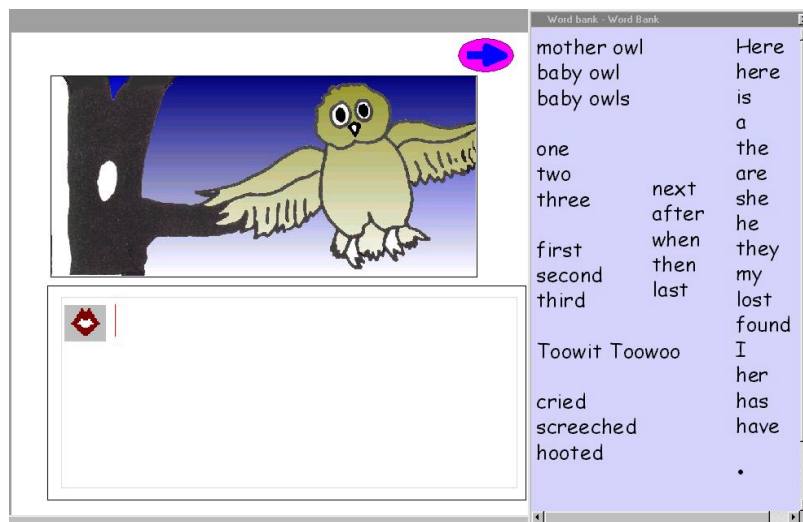 Word bank - Word Bank
mother owl
baby owl
baby owls
one
two
three
first
second
third
Toowit Toowoo
cried
screeched
hooted
next
after
when
then
last
Here
here
is
a
the
are
she
he
they
my
lost
found
I
her
has
have
.